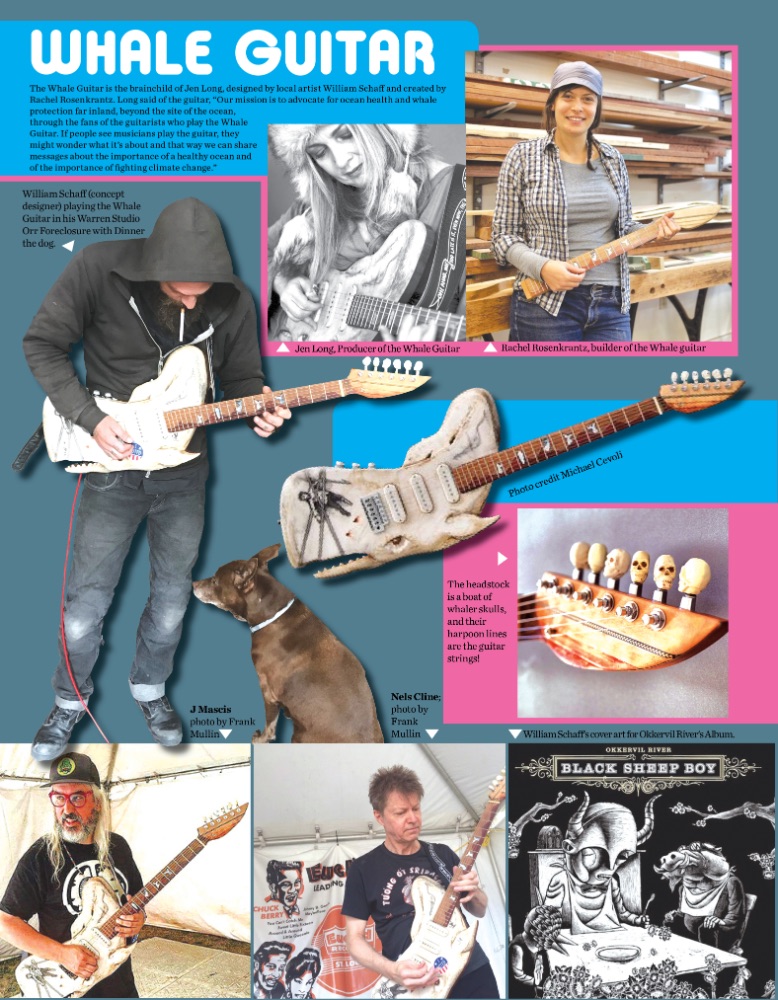 WHALE GUITAR
The Whale Guitar is the brainchild of Jen Long, designed by local artist William Schaff and created by
Rachel Rosenkrantz. Long said of the guitar, “Our mission is to advocate for ocean health and whale
protection far inland, beyond the site of the ocean,
through the fans of the guitarists who play the Whale
Guitar. If people see musicians play the guitar, they
might wonder what it's about and that way we can share
messages about the importance of a healthy ocean and
of the importance of fighting climate change.”
William Schaff (concept
designer) playing the Whale
Guitar in his Warren Studio
Orr Foreclosure with Dinner
the dog.
Jen Long, Producer of the Whale Guitar
Rachel Rosenkrantz, builder of the Whale guitar
Photo credit Michael Cevoli
The headstock
is a boat of
whaler skulls,
and their
harpoon lines
are the guitar
strings!
J Mascis
photo by Frank
Mullin
Nels Cline;
photo by
Frank
Mullin
William Schaff's cover art for Okkervil River's Album.
OKKERVIL RIVER
BLACK SHEEP BOY
CHUCK
BERRY